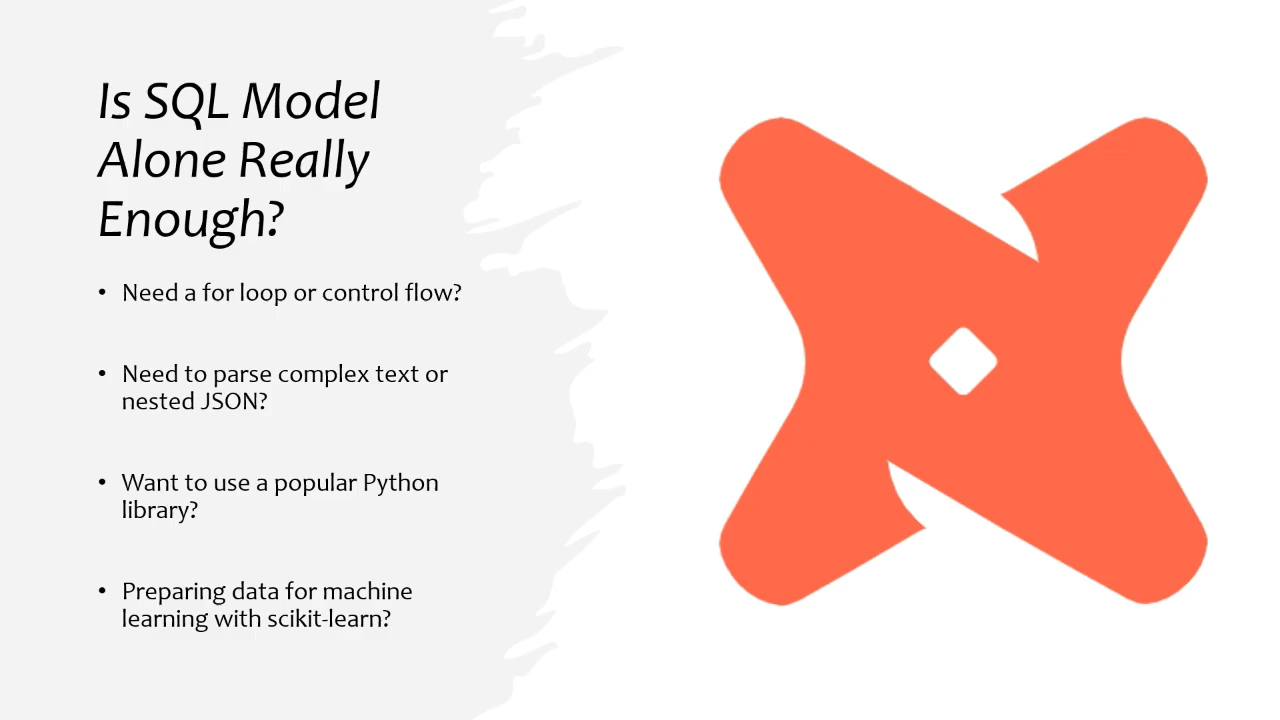 Is SQL Model
Alone Really
Enough?
• Need a for loop or control flow?
• Need to parse complex text or
nested JSON?
• Want to use a popular Python
library?
• Preparing data for machine
learning with scikit-learn?